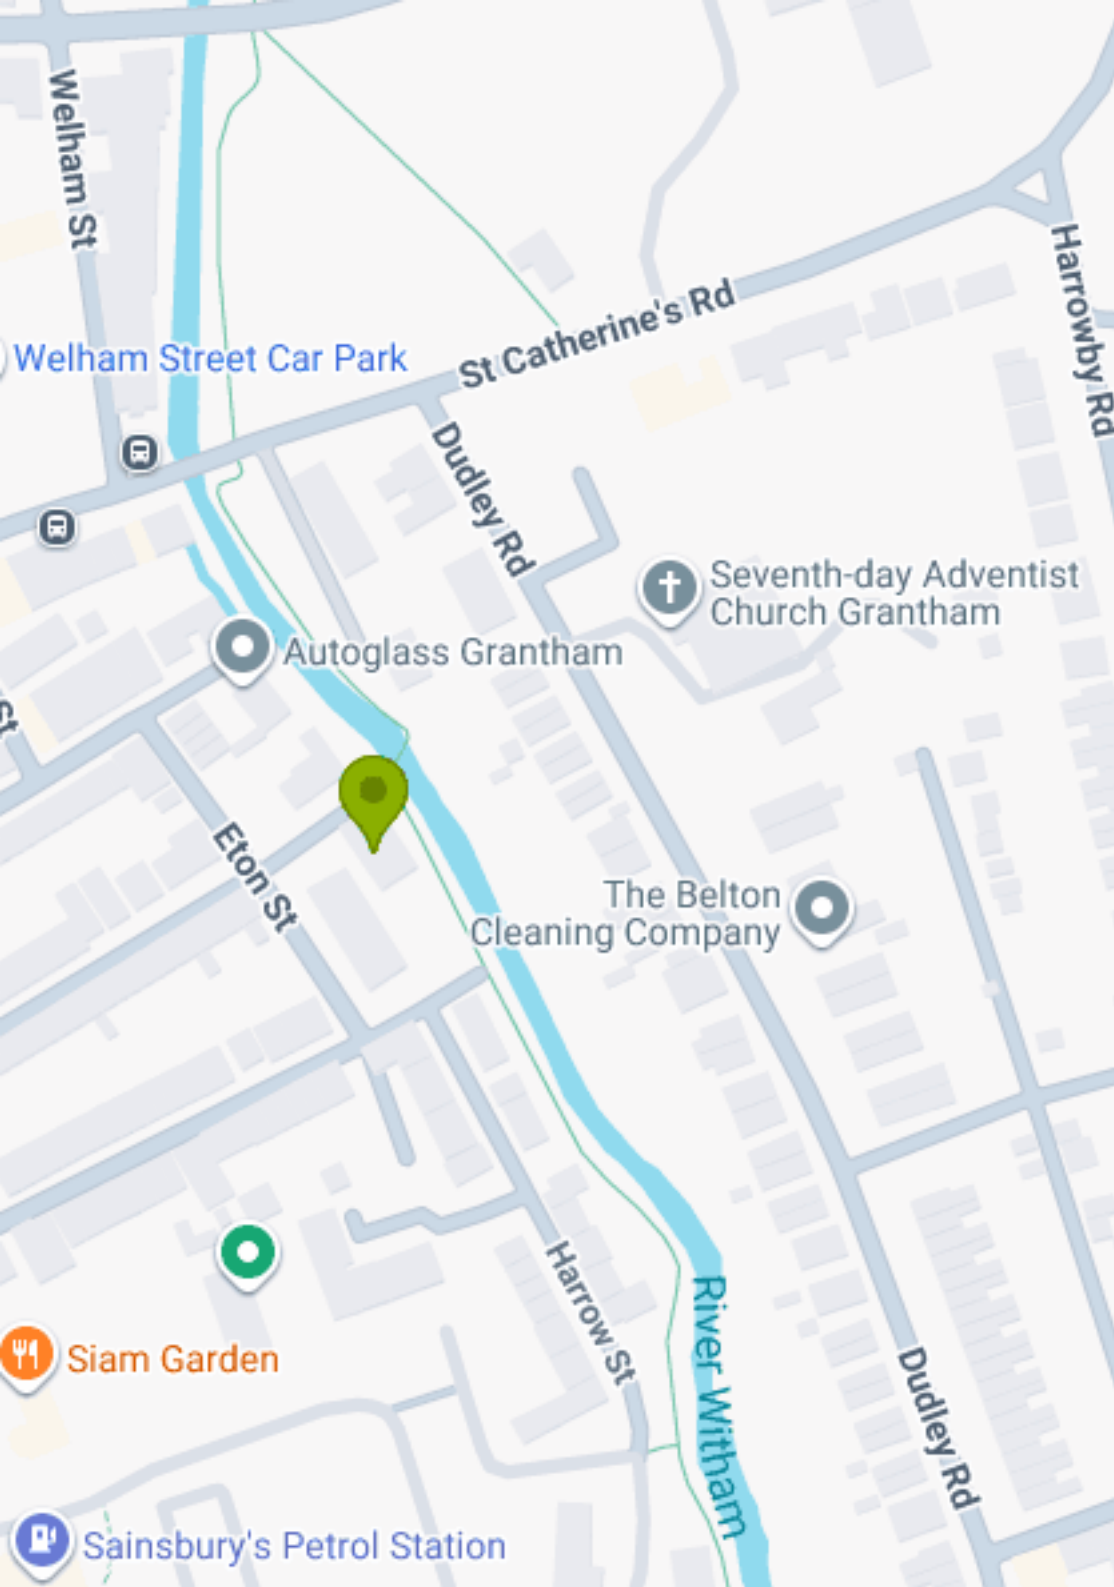 Welham St
Welham Street Car Park
St Catherine's Rd
Harrowby Rd
Dudley Rd
Seventh-day Adventist
Church Grantham
Autoglass Grantham
St
Eton St
The Belton
Cleaning Company
Harrow St
River Witham
Siam Garden
Dudley Rd
Sainsbury's Petrol Station